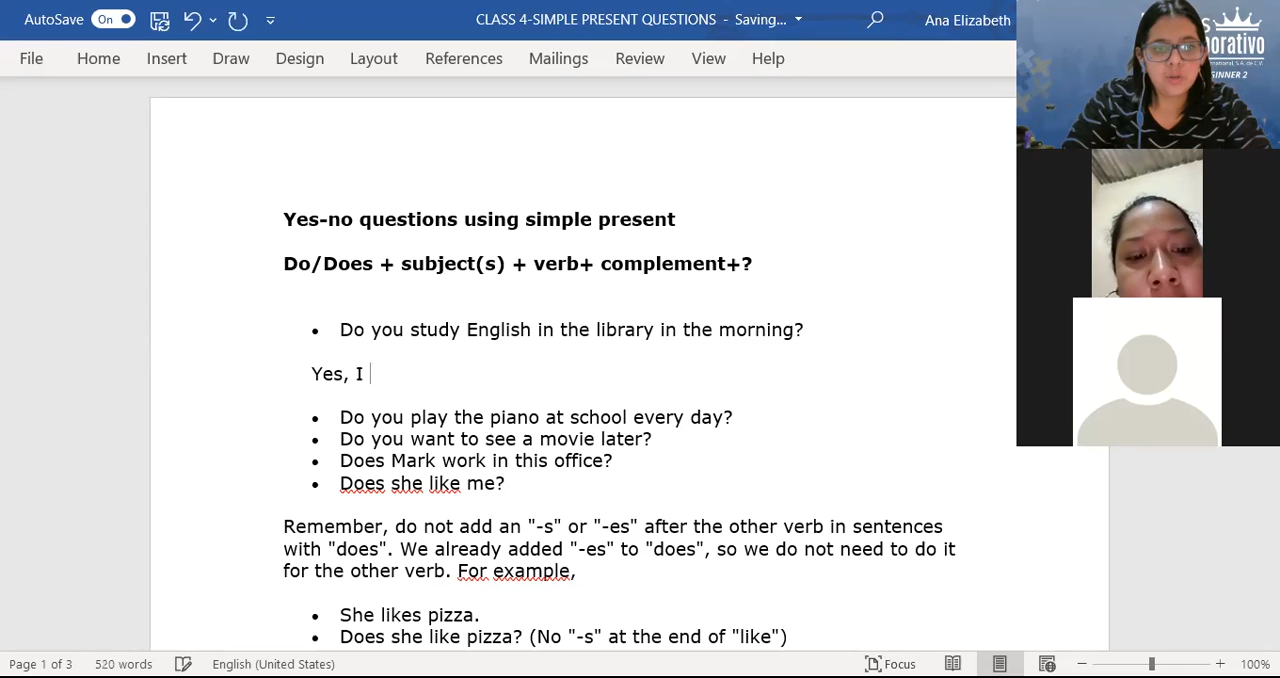 AutoSave On CLASS 4-SIMPLE PRESENT QUESTIONS - Saving... Ana Elizabeth
File Home Insert Draw Design Layout References Mailings Review View Help
Yes-no questions using simple present
Do/Does + subject(s) + verb+ complement+?
• Do you study English in the library in the morning?
Yes, I
• Do you play the piano at school every day?
• Do you want to see a movie later?
• Does Mark work in this office?
• Does she like me?
Remember, do not add an "-s" or "-es" after the other verb in sentences
with "does". We already added "-es" to "does", so we do not need to do it
for the other verb. For example,
• She likes pizza.
• Does she like pizza? (No "-s" at the end of "like")
Page 1 of 3 520 words English (United States) Focus 100%